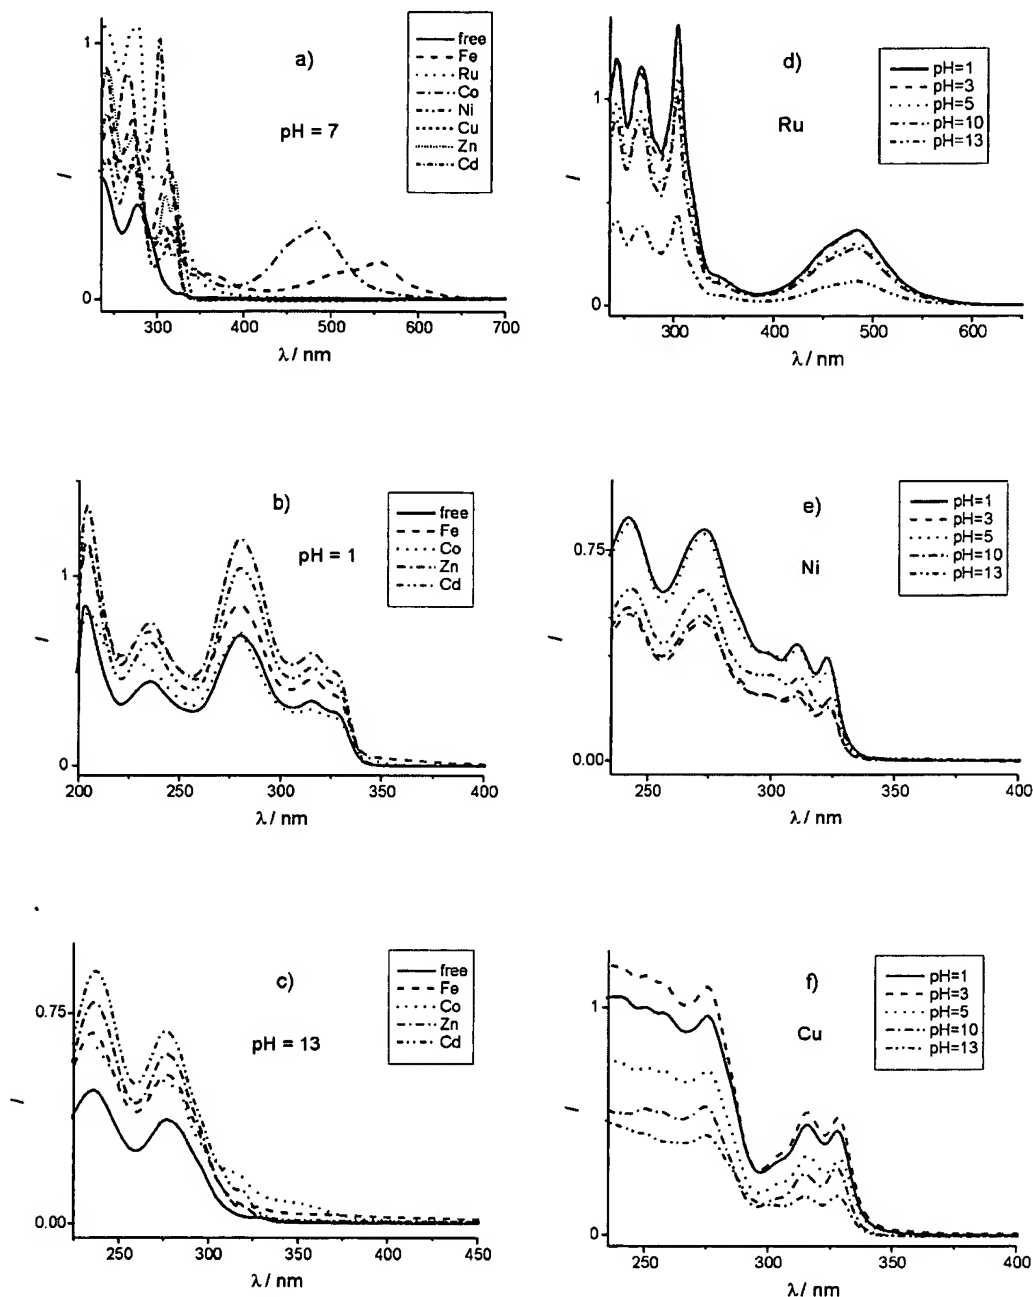 a)
pH = 7
free
Fe
Ru
Co
Ni
Cu
Zn
Cd
1
0
I
300
400
500
600
700
λ / nm
d)
Ru
pH=1
pH=3
pH=5
pH=10
pH=13
1
0
I
300
400
500
600
λ / nm
b)
pH = 1
free
Fe
Co
Zn
Cd
1
0
I
200
250
300
350
400
λ / nm
e)
Ni
pH=1
pH=3
pH=5
pH=10
pH=13
0.75
0.00
I
250
300
350
400
λ / nm
c)
pH = 13
free
Fe
Co
Zn
Cd
0.75
0.00
I
250
300
350
400
450
λ / nm
f)
Cu
pH=1
pH=3
pH=5
pH=10
pH=13
1
0
I
250
300
350
400
λ / nm